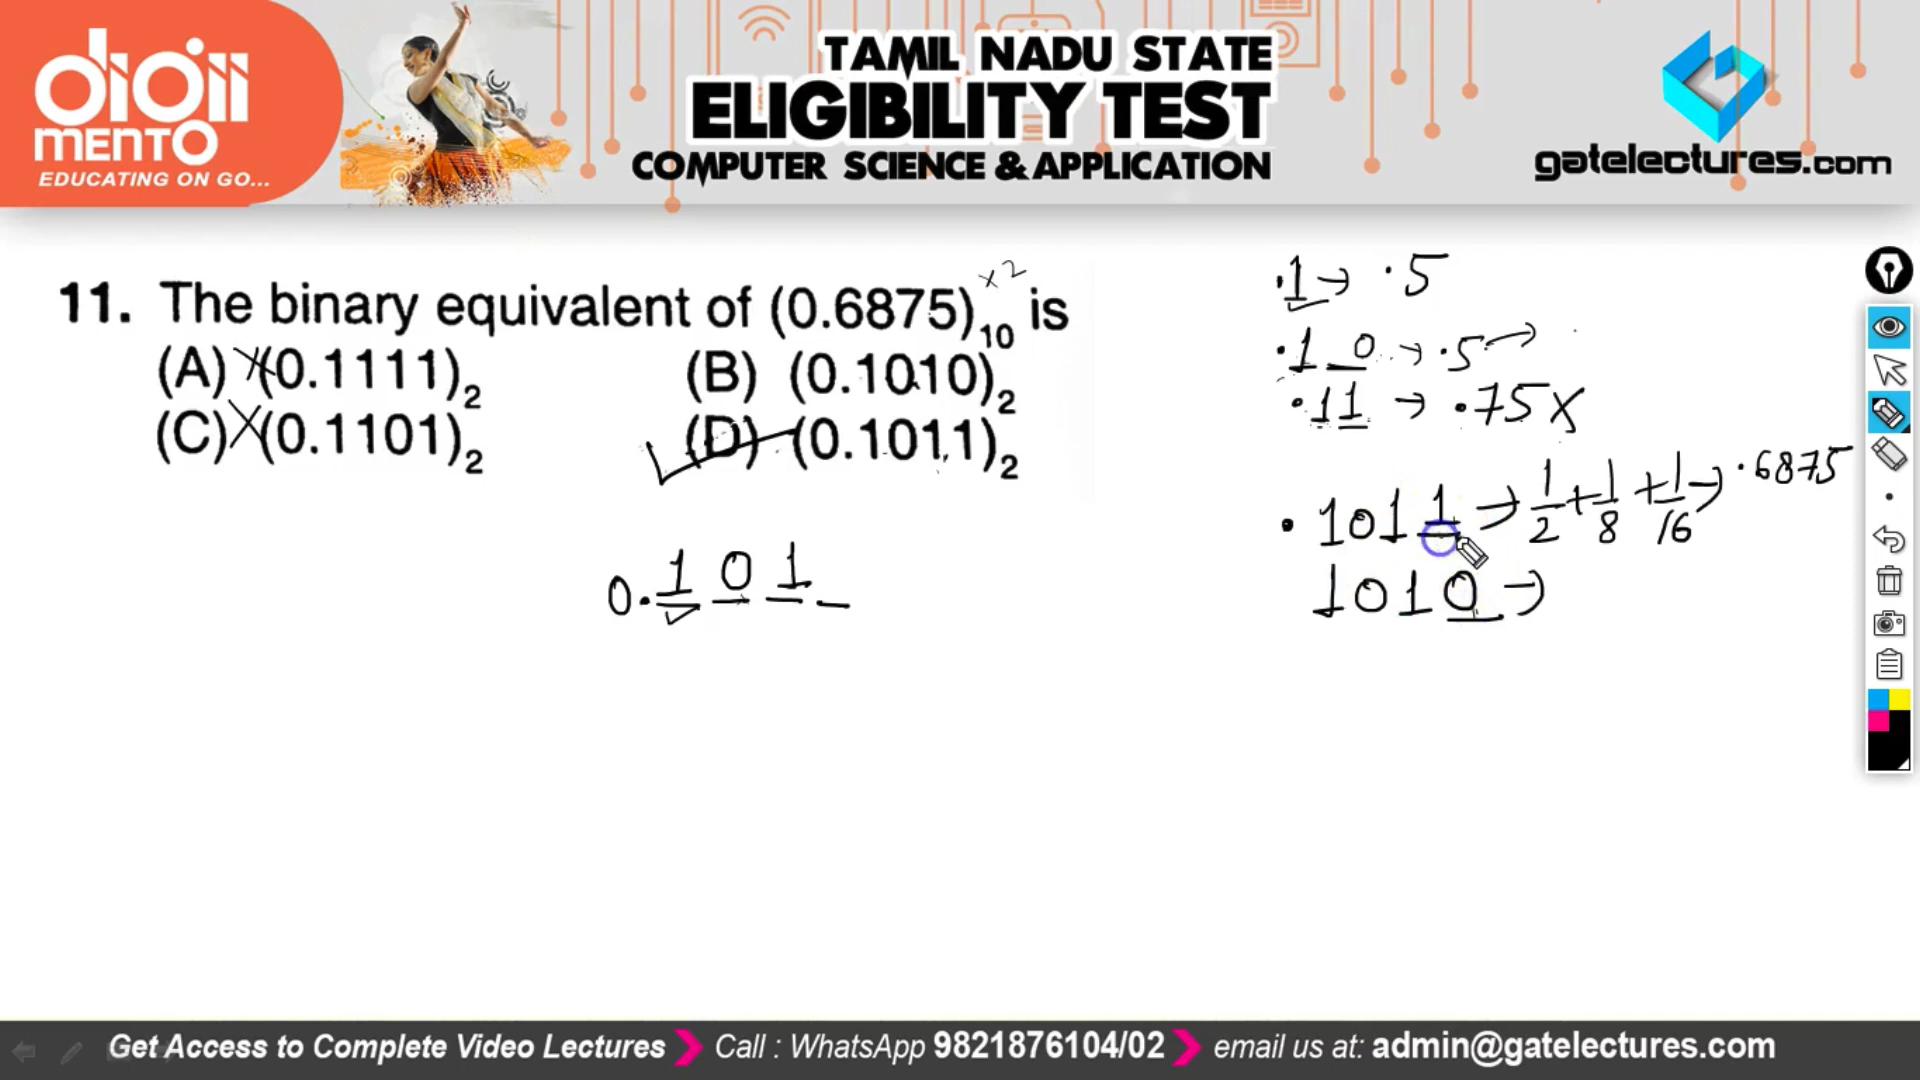 DIGII
MENTO
EDUCATING ON GO...
TAMIL NADU STATE
ELIGIBILITY TEST
COMPUTER SCIENCE & APPLICATION
gatelectures.com
11. The binary equivalent of (0.6875)10 is
×2
(A) (0.1111)2 (B) (0.1010)2
(C) (0.1101)2 (D) (0.1011)2
0.101_
.1 → .5
.10 → .5 →
.11 → .75 X
.1011 → 1/2 + 1/8 + 1/16 → .6875
1010 →
Get Access to Complete Video Lectures Call : WhatsApp 9821876104/02 email us at: admin@gatelectures.com